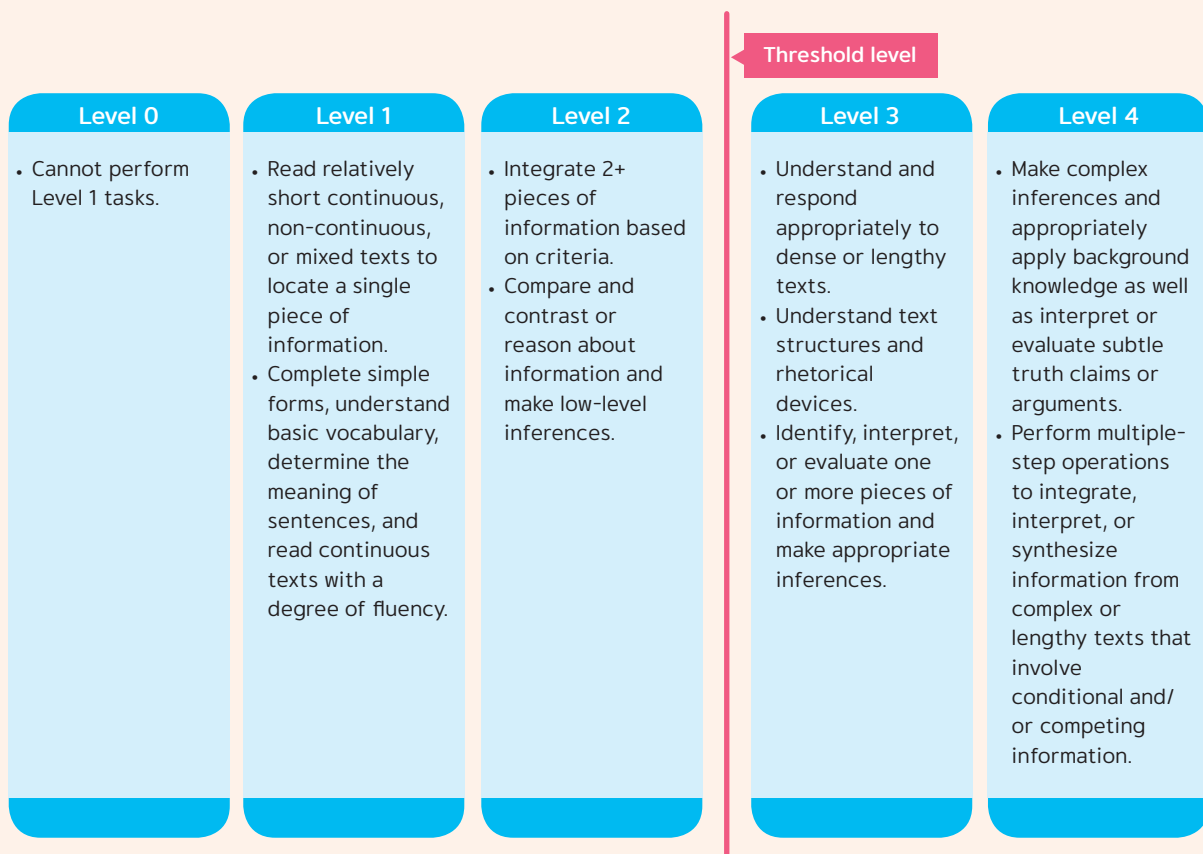 Threshold level
Level 0
• Cannot perform
Level 1 tasks.
Level 1
• Read relatively
short continuous,
non-continuous,
or mixed texts to
locate a single
piece of
information.
• Complete simple
forms, understand
basic vocabulary,
determine the
meaning of
sentences, and
read continuous
texts with a
degree of fluency.
Level 2
• Integrate 2+
pieces of
information based
on criteria.
• Compare and
contrast or
reason about
information and
make low-level
inferences.
Level 3
• Understand and
respond
appropriately to
dense or lengthy
texts.
• Understand text
structures and
rhetorical
devices.
• Identify, interpret,
or evaluate one
or more pieces of
information and
make appropriate
inferences.
Level 4
• Make complex
inferences and
appropriately
apply background
knowledge as well
as interpret or
evaluate subtle
truth claims or
arguments.
• Perform multiple-
step operations
to integrate,
interpret, or
synthesize
information from
complex or
lengthy texts that
involve
conditional and/
or competing
information.